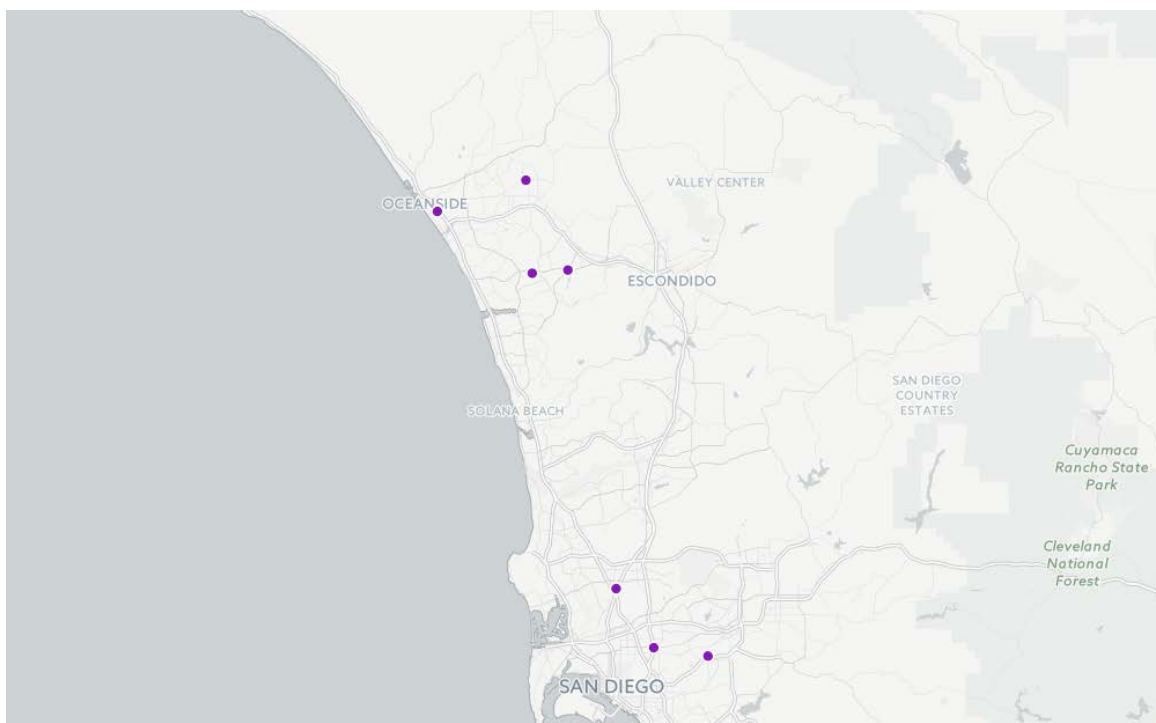 VALLEY CENTER
OCEANSIDE
ESCONDIDO
SAN DIEGO
COUNTRY
ESTATES
SOLANA BEACH
Cuyamaca
Rancho State
Park
Cleveland
National
Forest
SAN DIEGO